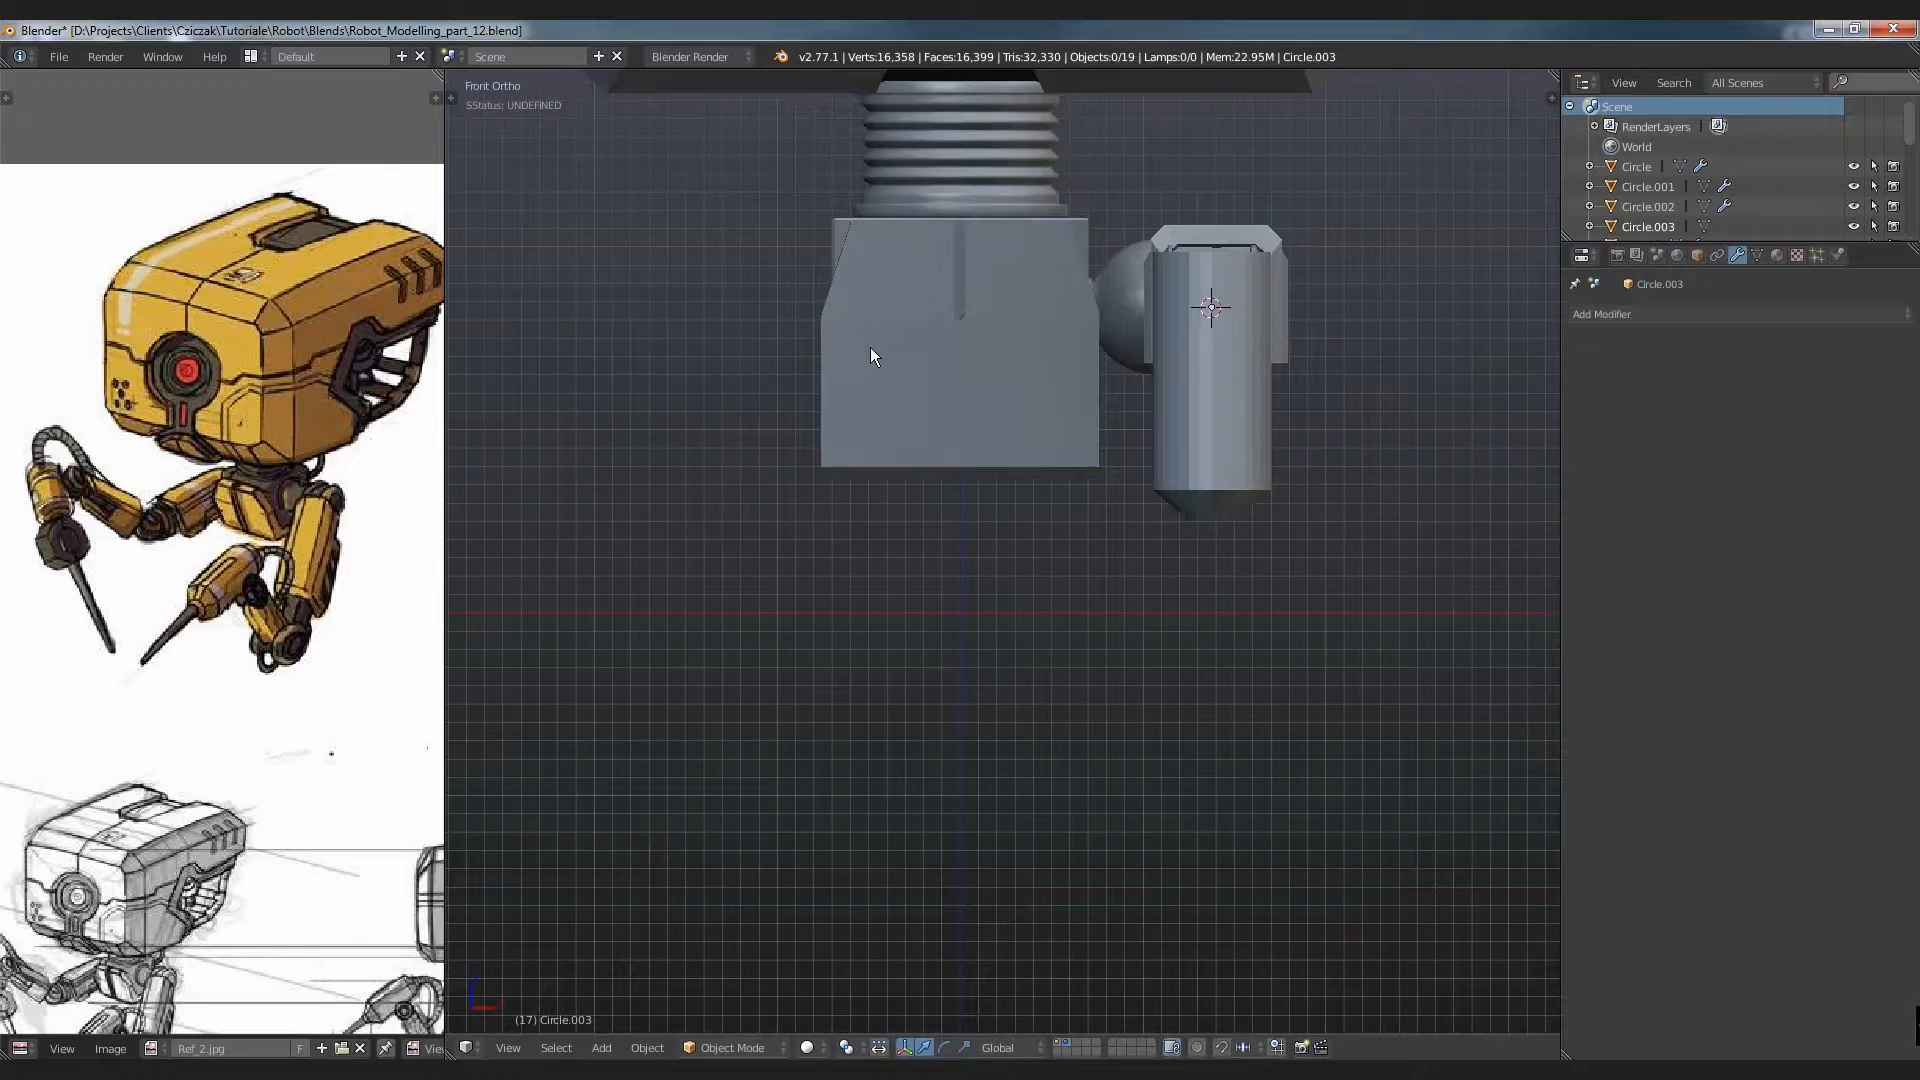 Blender* [D:\Projects\Clients\Cziczak\Tutoriale\Robot\Blends\Robot_Modelling_part_12.blend]
File Render Window Help Default Scene Blender Render v2.77.1 | Verts:16,358 | Faces:16,399 | Tris:32,330 | Objects:0/19 | Lamps:0/0 | Mem:22.95M | Circle.003
View Search All Scenes
Front Ortho
SStatus: UNDEFINED
Scene
RenderLayers
World
Circle
Circle.001
Circle.002
Circle.003
Circle.003
Add Modifier
(17) Circle.003
View Image Ref_2.jpg F Vie View Select Add Object Object Mode Global